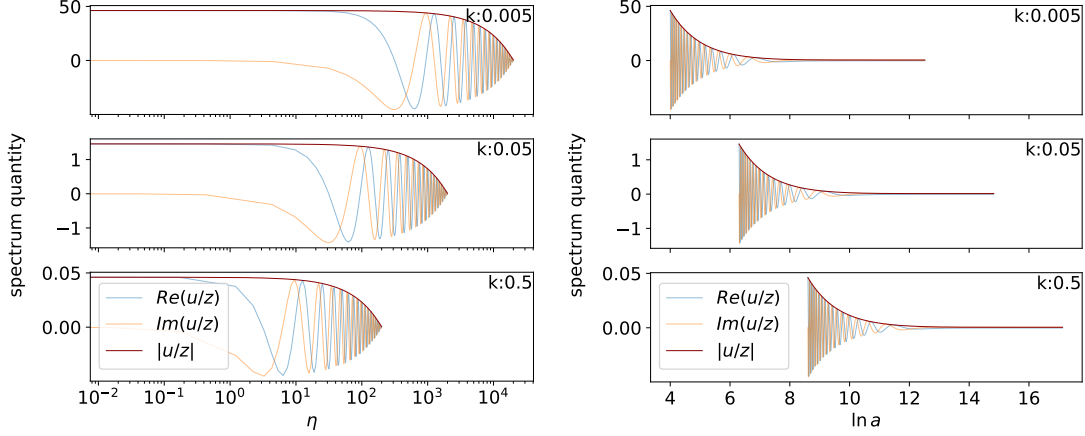 50
0
k:0.005
1
0
−1
k:0.05
0.05
0.00
k:0.5
Re(u/z)
Im(u/z)
|u/z|
10⁻² 10⁻¹ 10⁰ 10¹ 10² 10³ 10⁴
η
spectrum quantity
50
0
k:0.005
1
0
−1
k:0.05
0.05
0.00
k:0.5
Re(u/z)
Im(u/z)
|u/z|
4 6 8 10 12 14 16
ln a
spectrum quantity